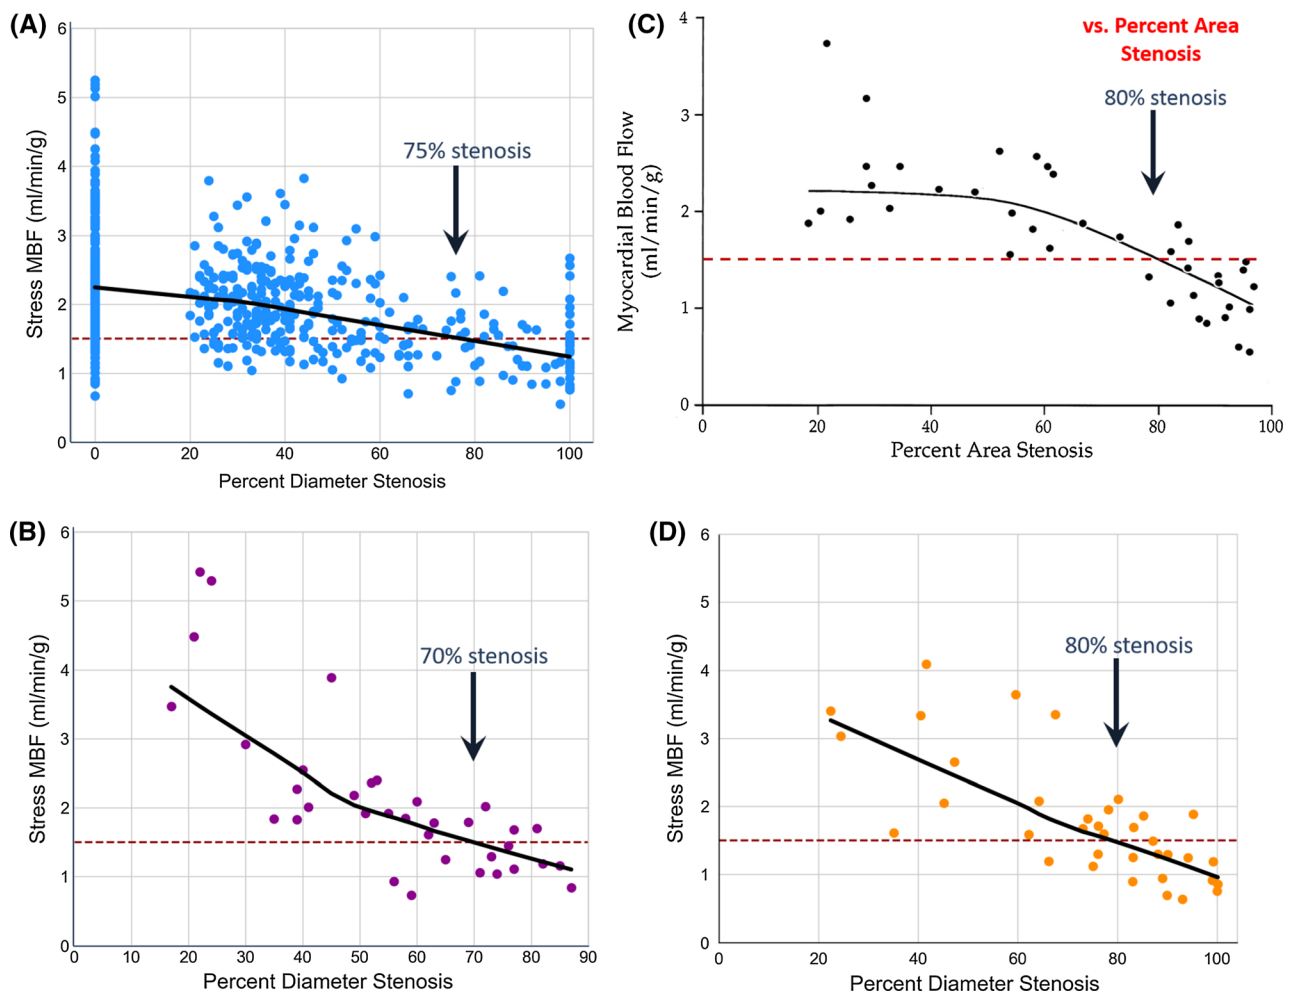 (A)
6
5
4
3
2
1
0
Stress MBF (ml/min/g)
75% stenosis
0 20 40 60 80 100
Percent Diameter Stenosis
(C)
4
3
2
1
0
Myocardial Blood Flow
(ml/min/g)
vs. Percent Area
Stenosis
80% stenosis
0 20 40 60 80 100
Percent Area Stenosis
(B)
6
5
4
3
2
1
0
Stress MBF (ml/min/g)
70% stenosis
0 10 20 30 40 50 60 70 80 90
Percent Diameter Stenosis
(D)
6
5
4
3
2
1
0
Stress MBF (ml/min/g)
80% stenosis
0 20 40 60 80 100
Percent Diameter Stenosis